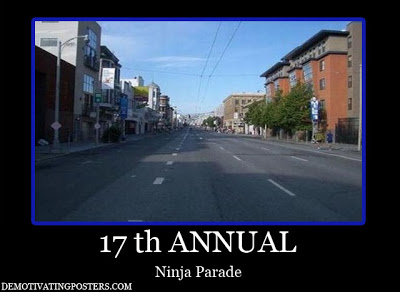 17 th ANNUAL
Ninja Parade
DEMOTIVATINGPOSTERS.COM